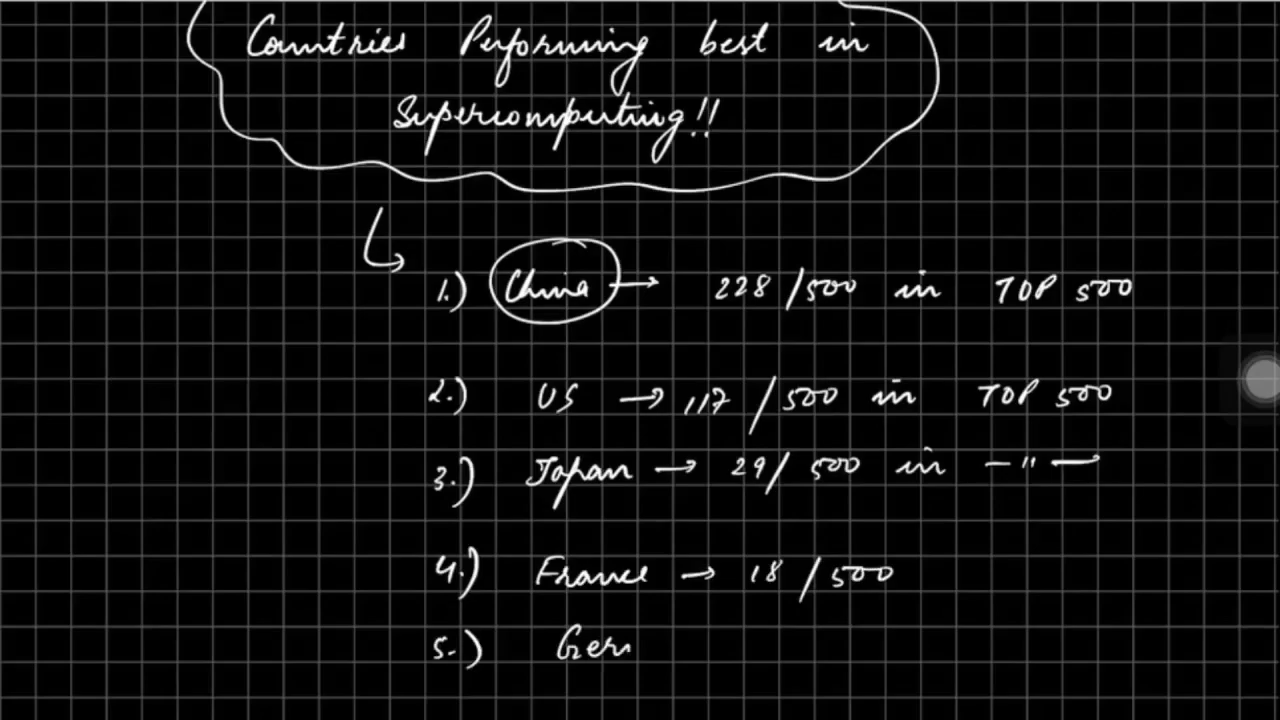 Countries Performing best in
Supercomputing!!
1.) China → 228/500 in TOP 500
2.) US → 117/500 in TOP 500
3.) Japan → 29/500 in — " —
4.) France → 18/500
5.) Ger